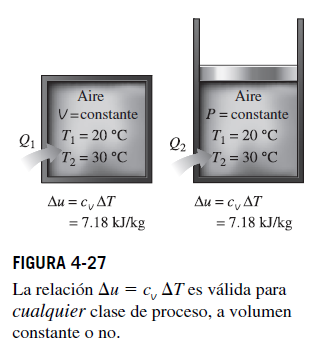 Aire
V = constante
T₁ = 20 °C
T₂ = 30 °C
Q₁
Δu = cᵥ ΔT
= 7.18 kJ/kg
Aire
P = constante
T₁ = 20 °C
T₂ = 30 °C
Q₂
Δu = cᵥ ΔT
= 7.18 kJ/kg
FIGURA 4-27
La relación Δu = cᵥ ΔT es válida para
cualquier clase de proceso, a volumen
constante o no.